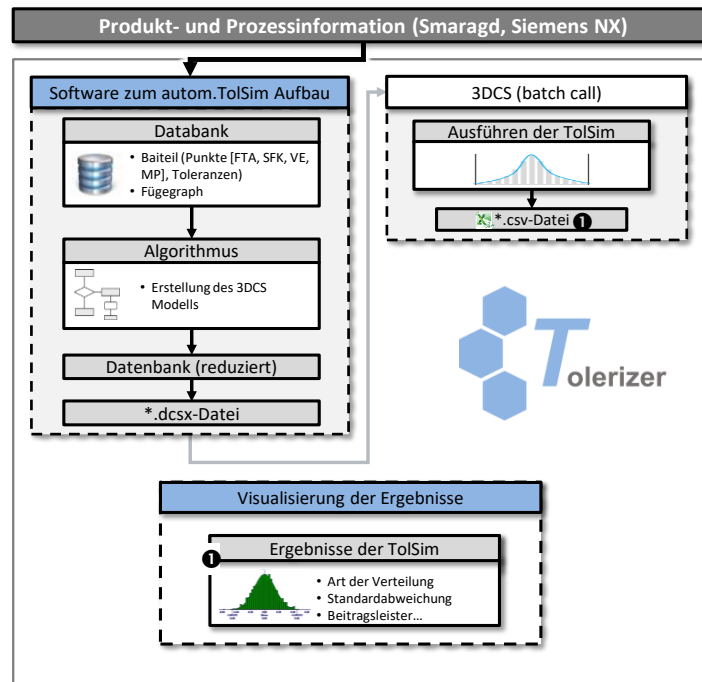 Produkt- und Prozessinformation (Smaragd, Siemens NX)
Software zum autom.TolSim Aufbau
Databank
• Baiteil (Punkte [FTA, SFK, VE,
MP], Toleranzen)
• Fügegraph
Algorithmus
• Erstellung des 3DCS
Modells
Datenbank (reduziert)
*.dcsx-Datei
3DCS (batch call)
Ausführen der TolSim
*.csv-Datei ❶
Tolerizer
Visualisierung der Ergebnisse
❶
Ergebnisse der TolSim
• Art der Verteilung
• Standardabweichung
• Beitragsleister…